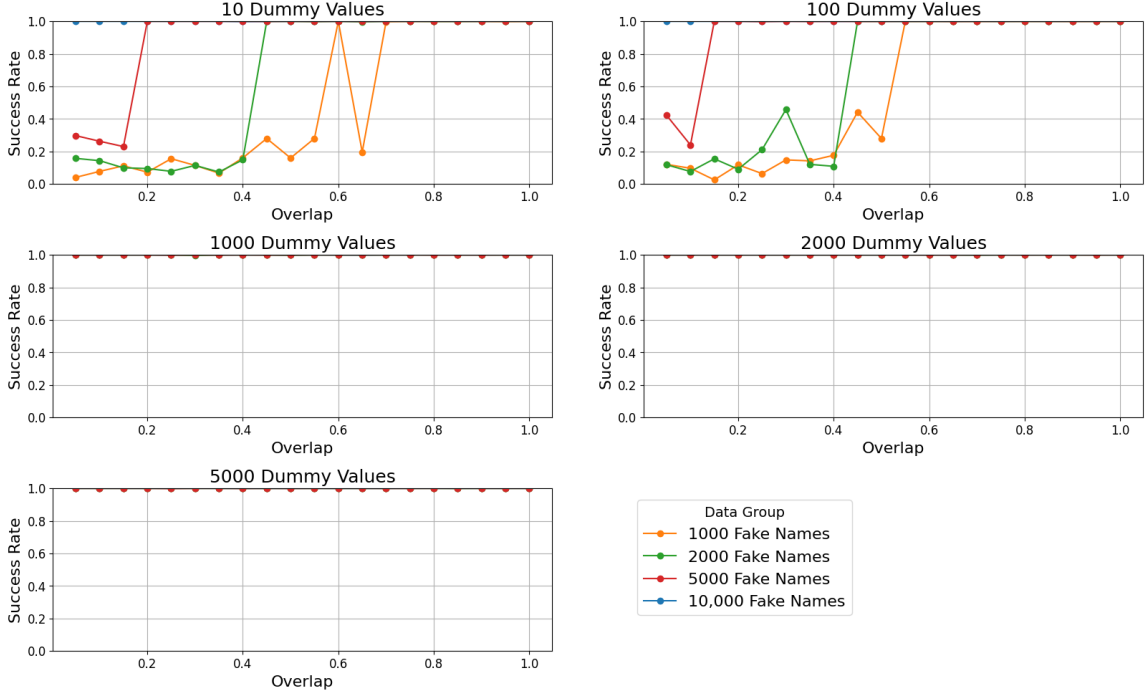 10 Dummy Values
1.0
0.8
0.6
0.4
0.2
0.0
Success Rate
0.2 0.4 0.6 0.8 1.0
Overlap
100 Dummy Values
1.0
0.8
0.6
0.4
0.2
0.0
Success Rate
0.2 0.4 0.6 0.8 1.0
Overlap
1000 Dummy Values
1.0
0.8
0.6
0.4
0.2
0.0
Success Rate
0.2 0.4 0.6 0.8 1.0
Overlap
2000 Dummy Values
1.0
0.8
0.6
0.4
0.2
0.0
Success Rate
0.2 0.4 0.6 0.8 1.0
Overlap
5000 Dummy Values
1.0
0.8
0.6
0.4
0.2
0.0
Success Rate
0.2 0.4 0.6 0.8 1.0
Overlap
Data Group
1000 Fake Names
2000 Fake Names
5000 Fake Names
10,000 Fake Names